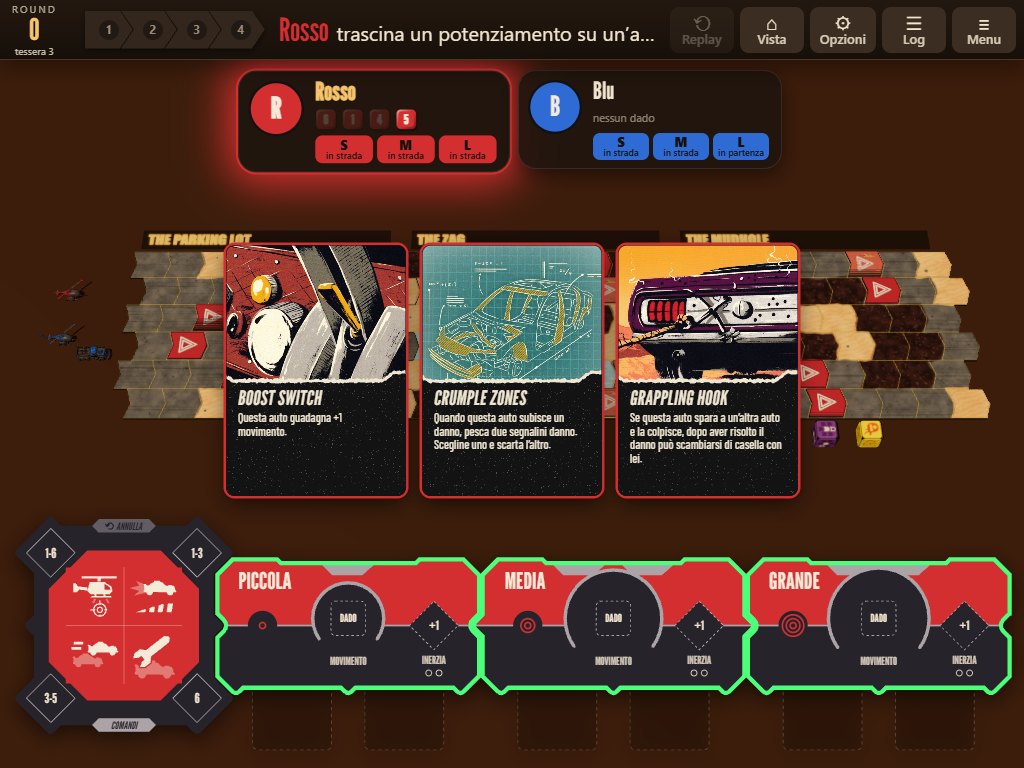 ROUND
0
tessera 3
1 2 3 4
Rosso trascina un potenziamento su un'a...
Replay
Vista
Opzioni
Log
Menu
R
Rosso
0 1 4 5
S
in strada
M
in strada
L
in strada
B
Blu
nessun dado
S
in strada
M
in strada
L
in partenza
THE PARKING LOT
THE ZAG
THE MUDHOLE
BOOST SWITCH
Questa auto guadagna +1
movimento.
CRUMPLE ZONES
Quando questa auto subisce un
danno, pesca due segnalini danno.
Scegline uno e scarta l'altro.
GRAPPLING HOOK
Se questa auto spara a un'altra auto
e la colpisce, dopo aver risolto il
danno può scambiarsi di casella con
lei.
ANNULLA
1-6
1-3
3-5
6
COMANDI
PICCOLA
DADO
+1
MOVIMENTO
INERZIA
MEDIA
DADO
+1
MOVIMENTO
INERZIA
GRANDE
DADO
+1
MOVIMENTO
INERZIA